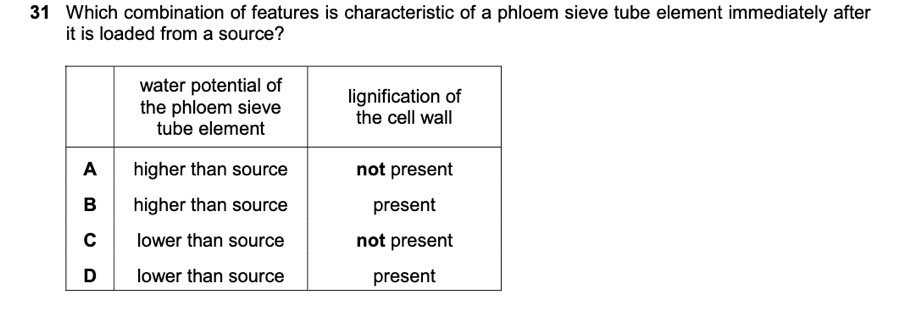 31 Which combination of features is characteristic of a phloem sieve tube element immediately after
it is loaded from a source?
water potential of
the phloem sieve
tube element
lignification of
the cell wall
A higher than source not present
B higher than source present
C lower than source not present
D lower than source present